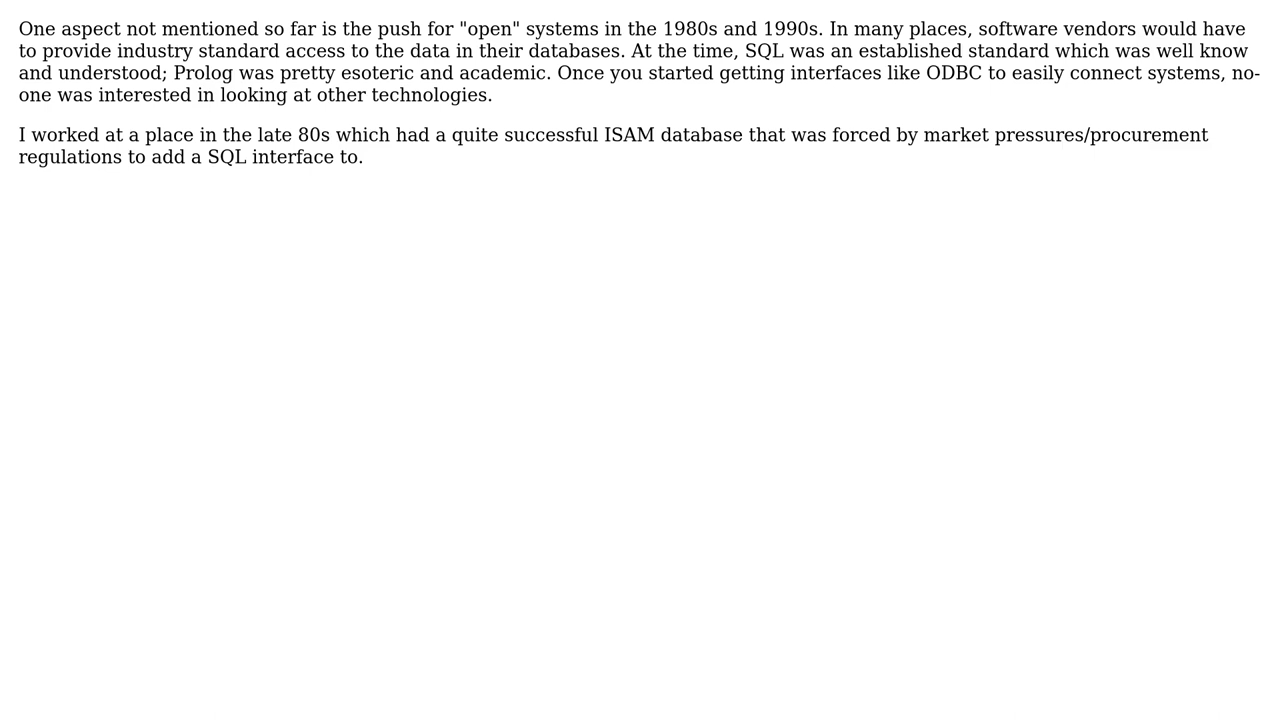 One aspect not mentioned so far is the push for "open" systems in the 1980s and 1990s. In many places, software vendors would have
to provide industry standard access to the data in their databases. At the time, SQL was an established standard which was well know
and understood; Prolog was pretty esoteric and academic. Once you started getting interfaces like ODBC to easily connect systems, no-
one was interested in looking at other technologies.
I worked at a place in the late 80s which had a quite successful ISAM database that was forced by market pressures/procurement
regulations to add a SQL interface to.